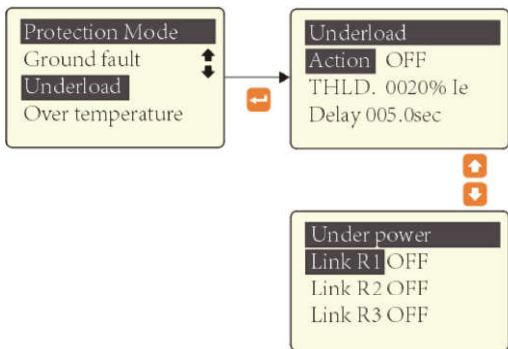 Protection Mode
Ground fault
Underload
Over temperature
Underload
Action OFF
THLD. 0020% Ie
Delay 005.0sec
Under power
Link R1 OFF
Link R2 OFF
Link R3 OFF